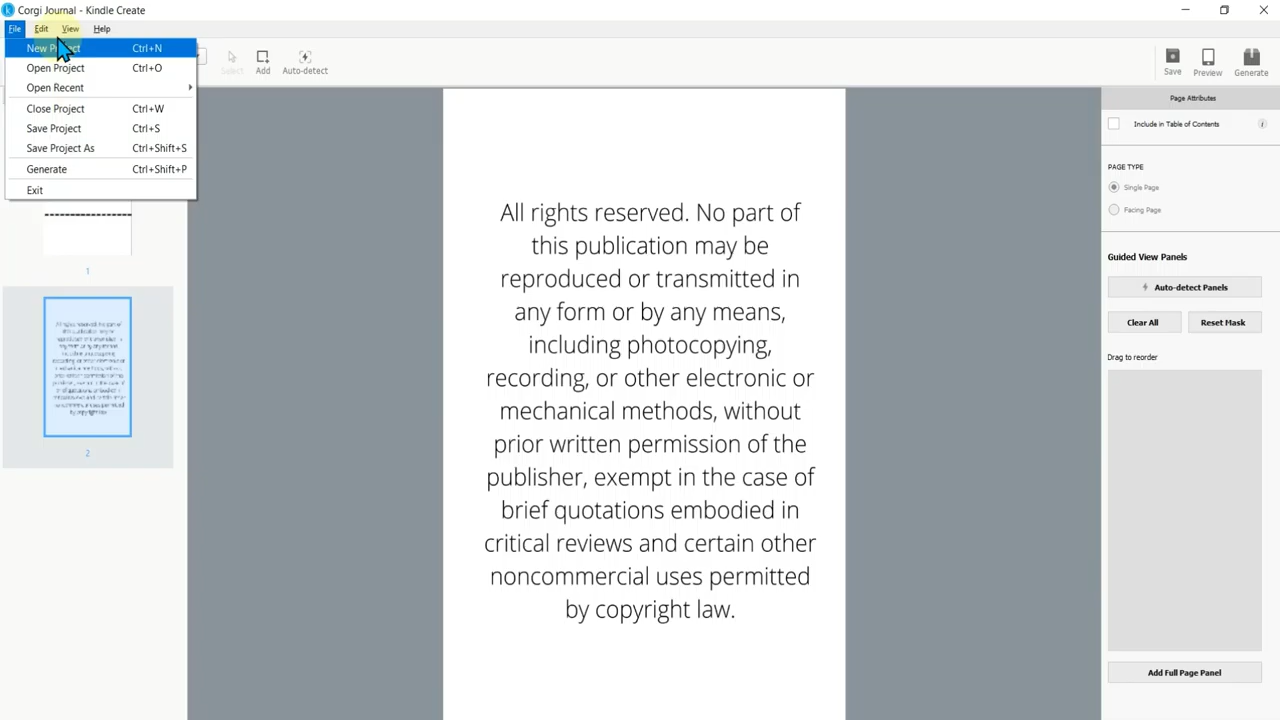 Corgi Journal - Kindle Create
File Edit View Help
New Project Ctrl+N
Open Project Ctrl+O
Open Recent
Close Project Ctrl+W
Save Project Ctrl+S
Save Project As Ctrl+Shift+S
Generate Ctrl+Shift+P
Exit
Select Add Auto-detect
Save Preview Generate
Page Attributes
Include in Table of Contents
PAGE TYPE
Single Page
Facing Page
Guided View Panels
Auto-detect Panels
Clear All Reset Mask
Drag to reorder
Add Full Page Panel
1
2
All rights reserved. No part of
this publication may be
reproduced or transmitted in
any form or by any means,
including photocopying,
recording, or other electronic or
mechanical methods, without
prior written permission of the
publisher, exempt in the case of
brief quotations embodied in
critical reviews and certain other
noncommercial uses permitted
by copyright law.